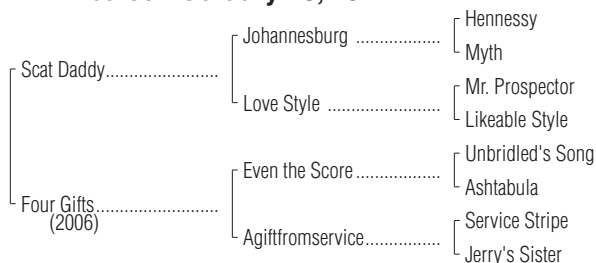 Hennessy
Johannesburg ...................
Myth
Scat Daddy.........................
Mr. Prospector
Love Style .........................
Likeable Style
Unbridled's Song
Even the Score...................
Ashtabula
Four Gifts...........................
(2006)
Service Stripe
Agiftfromservice.................
Jerry's Sister